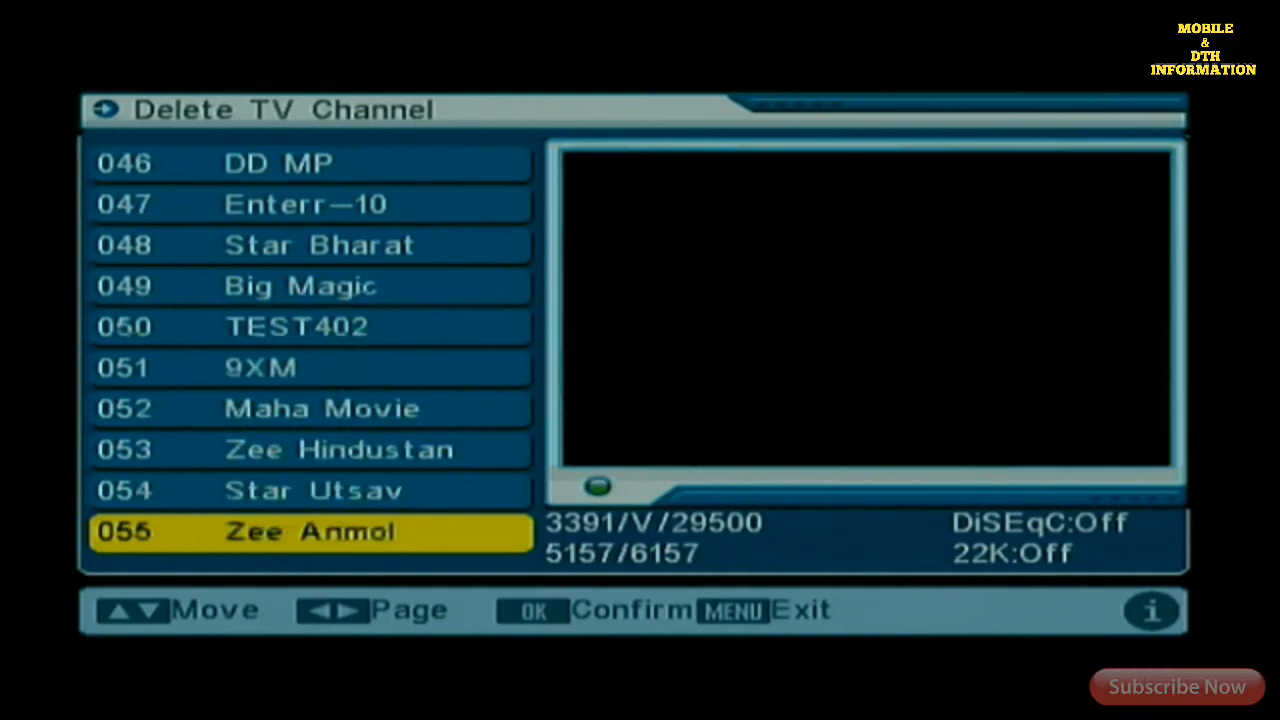 MOBILE
&
DTH
INFORMATION
Delete TV Channel
046 DD MP
047 Enterr-10
048 Star Bharat
049 Big Magic
050 TEST402
051 9XM
052 Maha Movie
053 Zee Hindustan
054 Star Utsav
055 Zee Anmol
3391/V/29500 DiSEqC:Off
5157/6157 22K:Off
▲▼Move ◀▶Page OK Confirm MENU Exit i
Subscribe Now